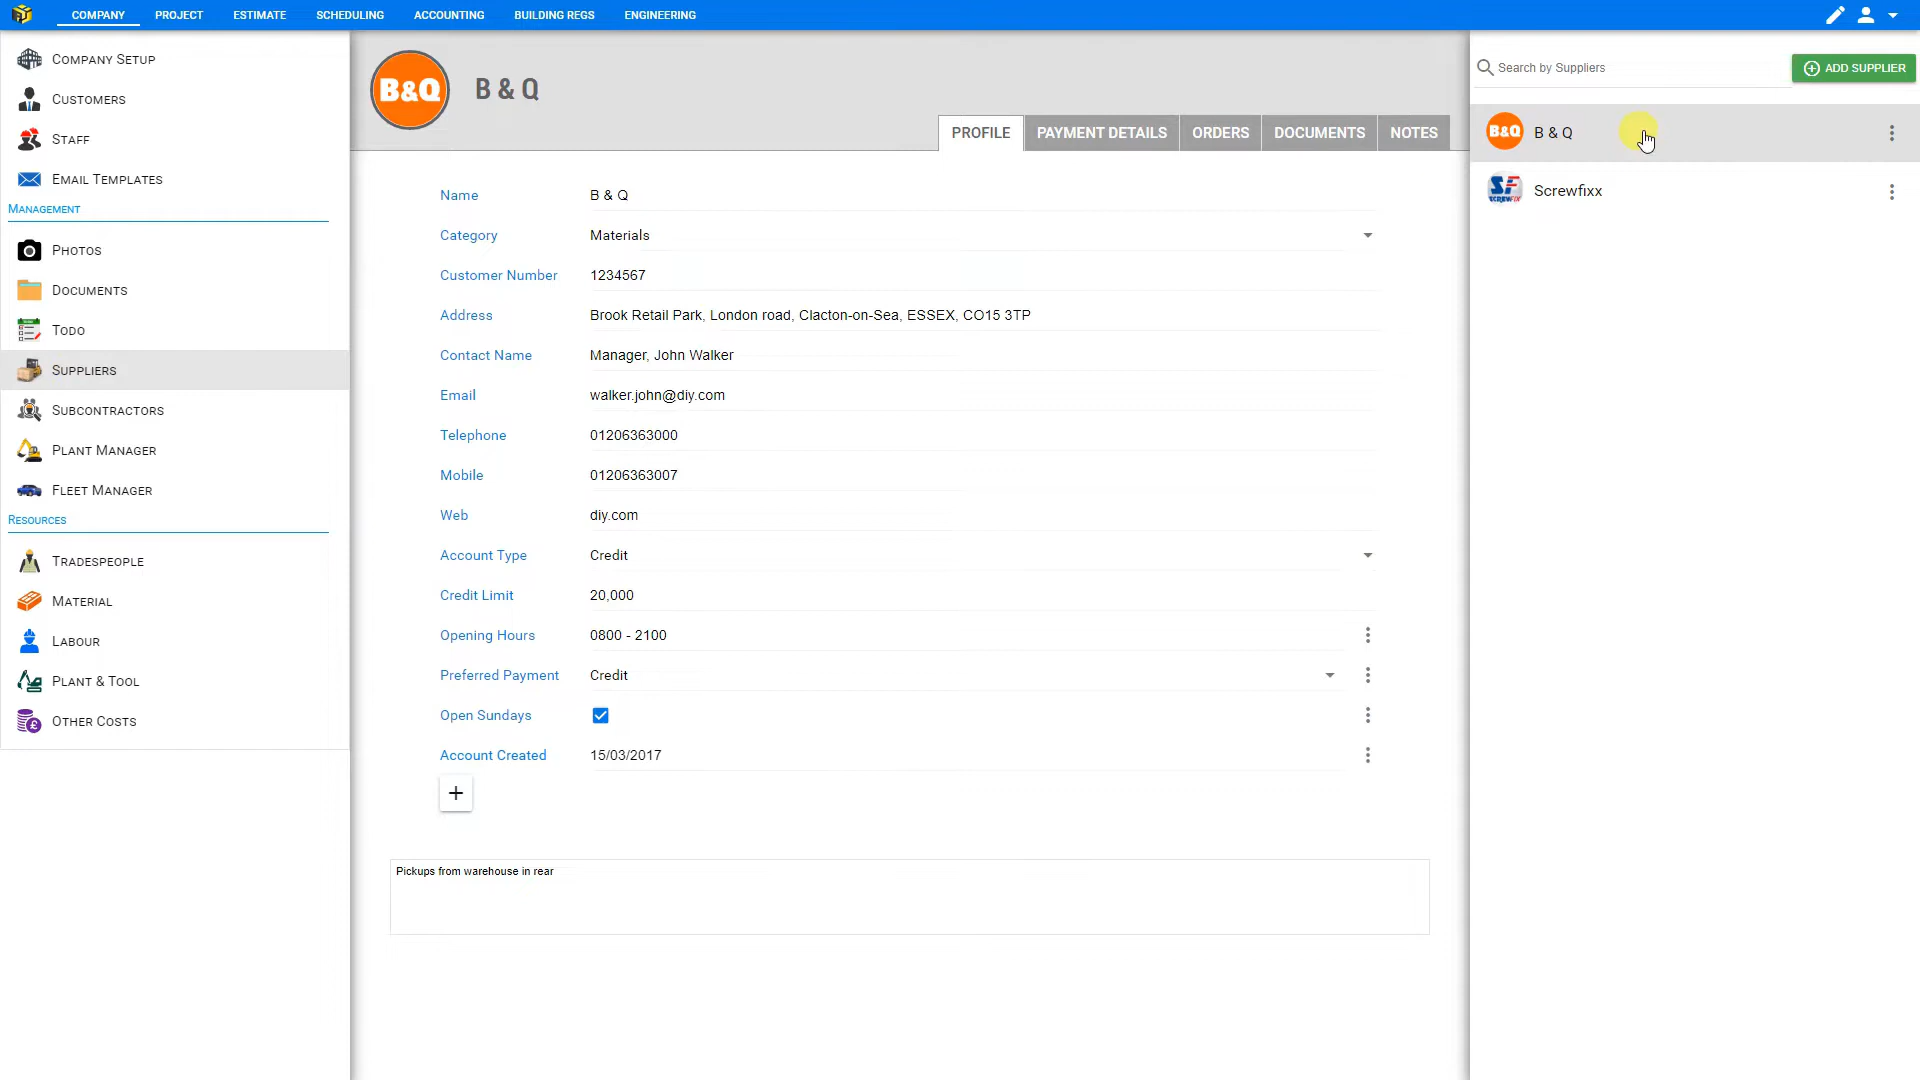 COMPANY PROJECT ESTIMATE SCHEDULING ACCOUNTING BUILDING REGS ENGINEERING
COMPANY SETUP
CUSTOMERS
STAFF
EMAIL TEMPLATES
MANAGEMENT
PHOTOS
DOCUMENTS
TODO
SUPPLIERS
SUBCONTRACTORS
PLANT MANAGER
FLEET MANAGER
RESOURCES
TRADESPEOPLE
MATERIAL
LABOUR
PLANT & TOOL
OTHER COSTS
B&Q B & Q
PROFILE PAYMENT DETAILS ORDERS DOCUMENTS NOTES
Name B & Q
Category Materials
Customer Number 1234567
Address Brook Retail Park, London road, Clacton-on-Sea, ESSEX, CO15 3TP
Contact Name Manager, John Walker
Email walker.john@diy.com
Telephone 01206363000
Mobile 01206363007
Web diy.com
Account Type Credit
Credit Limit 20,000
Opening Hours 0800 - 2100
Preferred Payment Credit
Open Sundays
Account Created 15/03/2017
+
Pickups from warehouse in rear
Search by Suppliers ADD SUPPLIER
B&Q B & Q
SF SCREWFIX Screwfixx